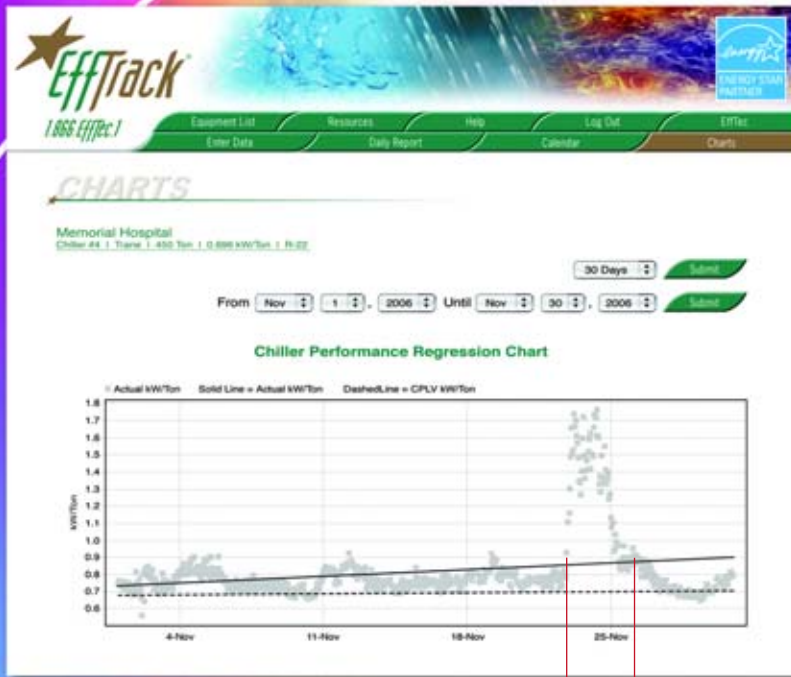 EffTrack
1.866.EffTec.1
energy
ENERGY STAR
PARTNER
Equipment List Resources Help Log Out EffTec
Enter Data Daily Report Calendar Charts
CHARTS
Memorial Hospital
Chiller #4 | Trane | 450 Ton | 0.696 kW/Ton | R-22
30 Days Submit
From Nov 1 , 2006 Until Nov 30 , 2006 Submit
Chiller Performance Regression Chart
Actual kW/Ton Solid Line = Actual kW/Ton DashedLine = CPLV kW/Ton
kW/Ton
1.8
1.7
1.6
1.5
1.4
1.3
1.2
1.1
1.0
0.9
0.8
0.7
0.6
4-Nov 11-Nov 18-Nov 25-Nov